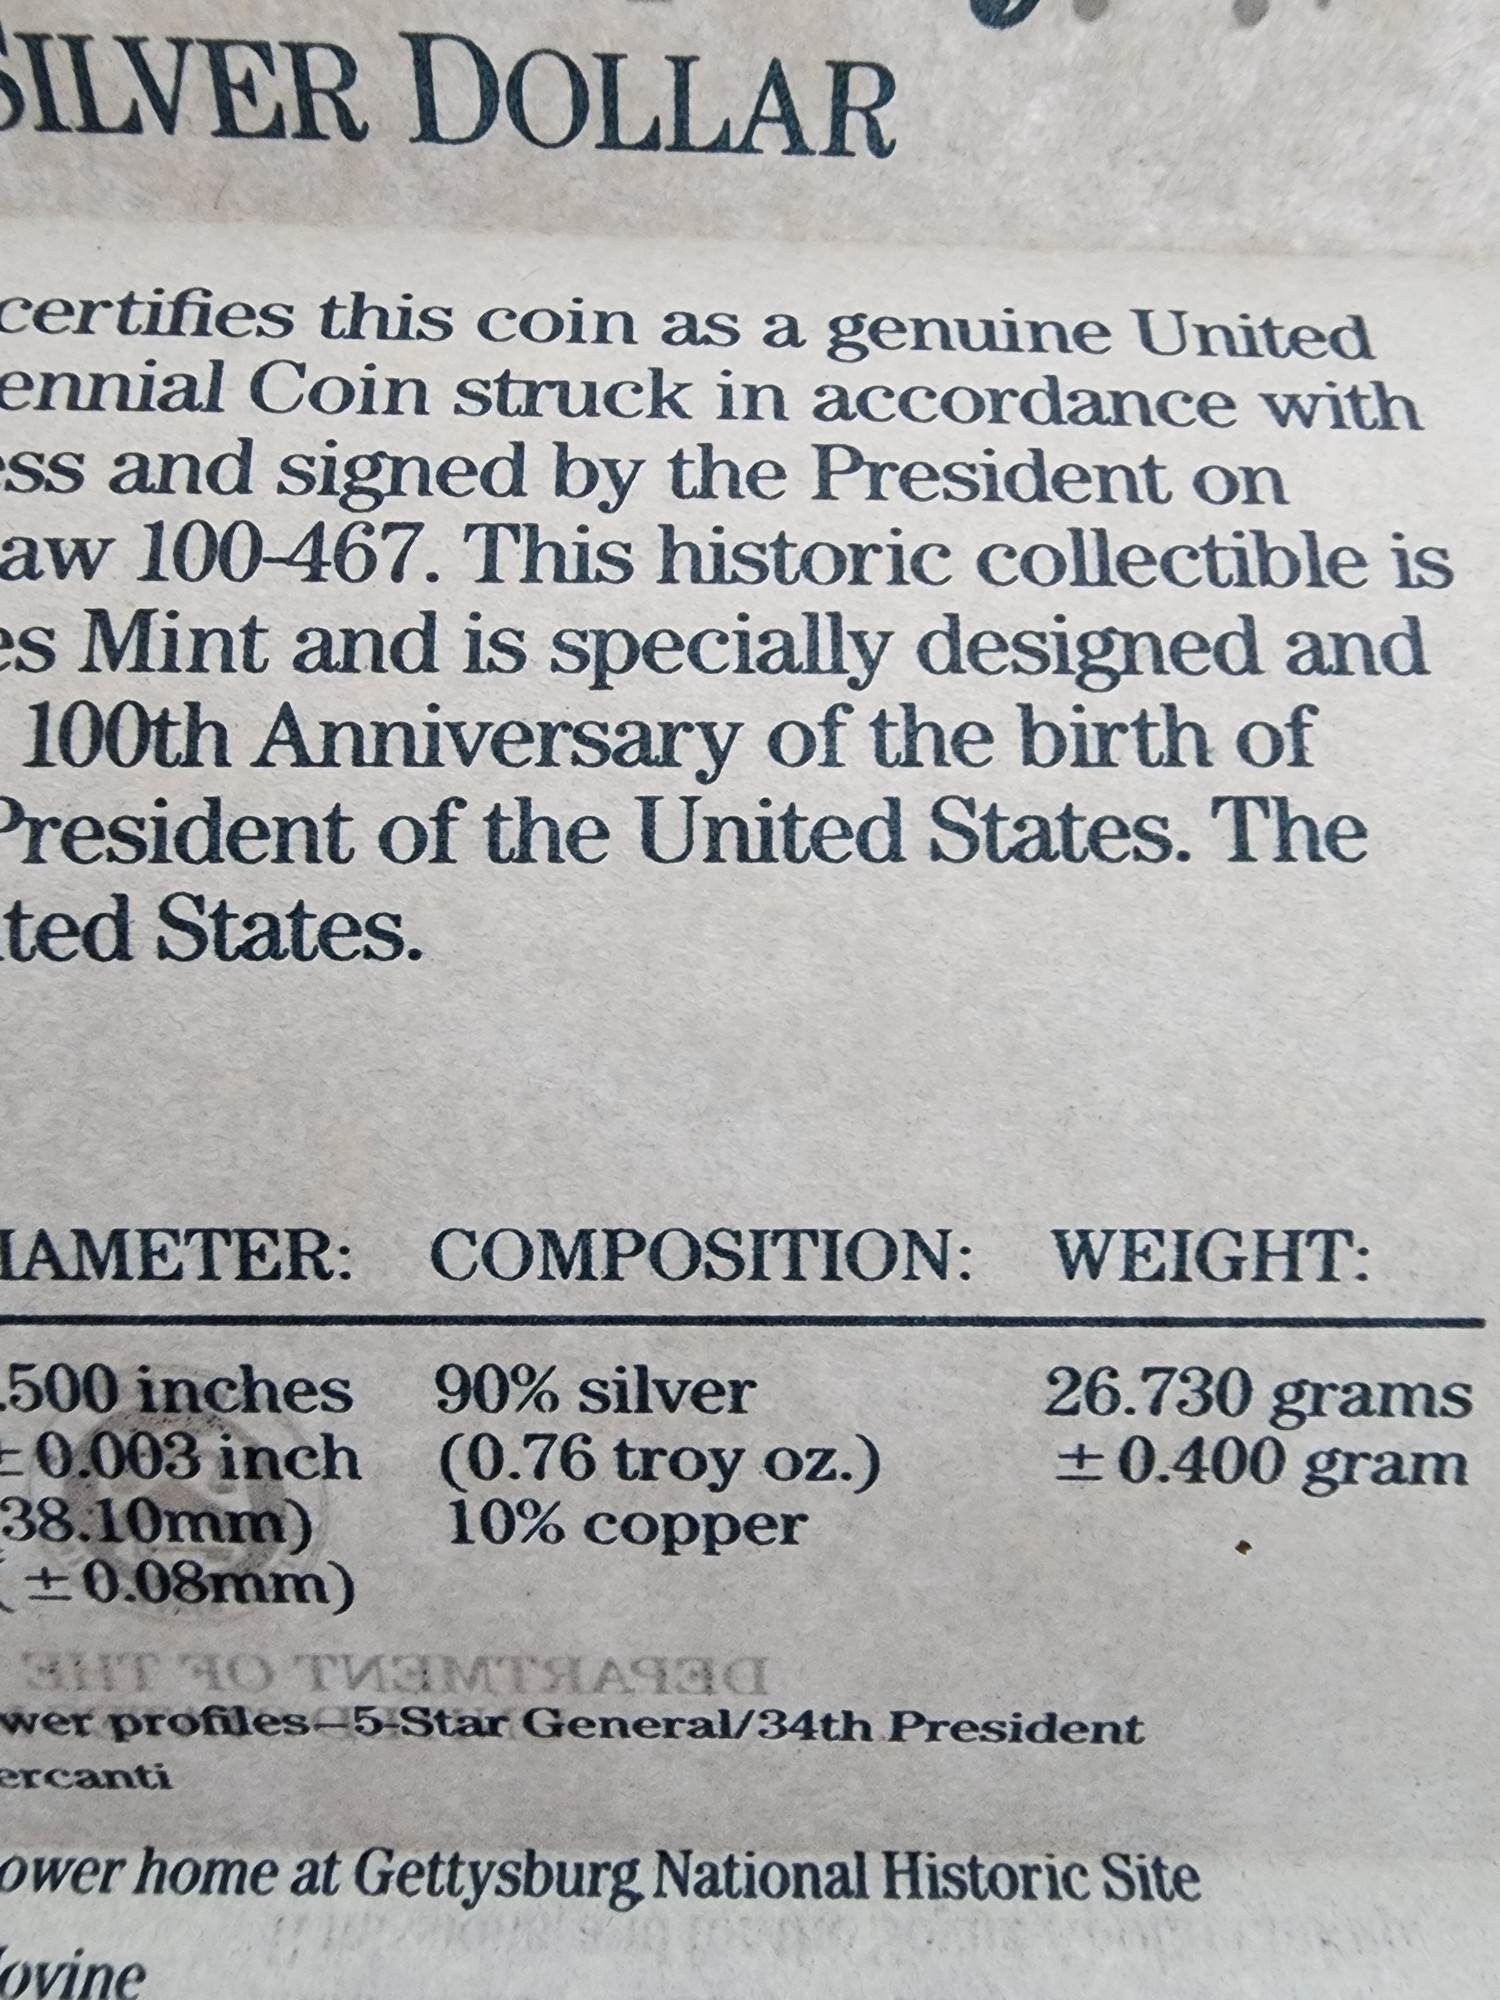 SILVER DOLLAR
certifies this coin as a genuine United
ennial Coin struck in accordance with
ess and signed by the President on
aw 100-467. This historic collectible is
es Mint and is specially designed and
100th Anniversary of the birth of
President of the United States. The
ted States.
IAMETER: COMPOSITION: WEIGHT:
.500 inches 90% silver 26.730 grams
±0.003 inch (0.76 troy oz.) ±0.400 gram
38.10mm) 10% copper
(±0.08mm)
DEPARTMENT OF THE
wer profiles—5-Star General/34th President
ercanti
ower home at Gettysburg National Historic Site
ovine